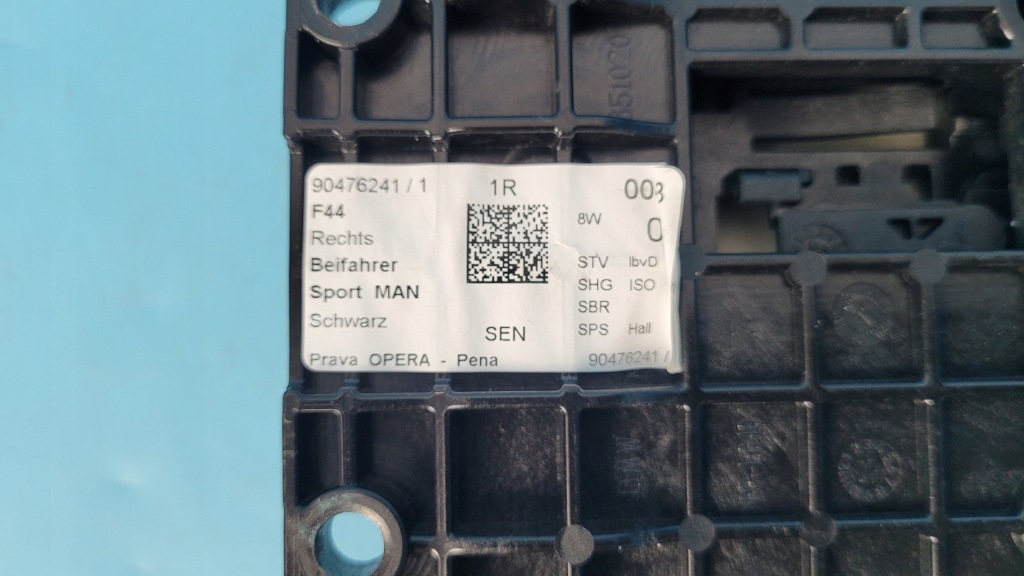 90476241 / 1
F44
Rechts
Beifahrer
Sport MAN
Schwarz
Prava OPERA - Pena
1R
SEN
003
8W
0
STV IbvD
SHG ISO
SBR
SPS Hall
90476241 /